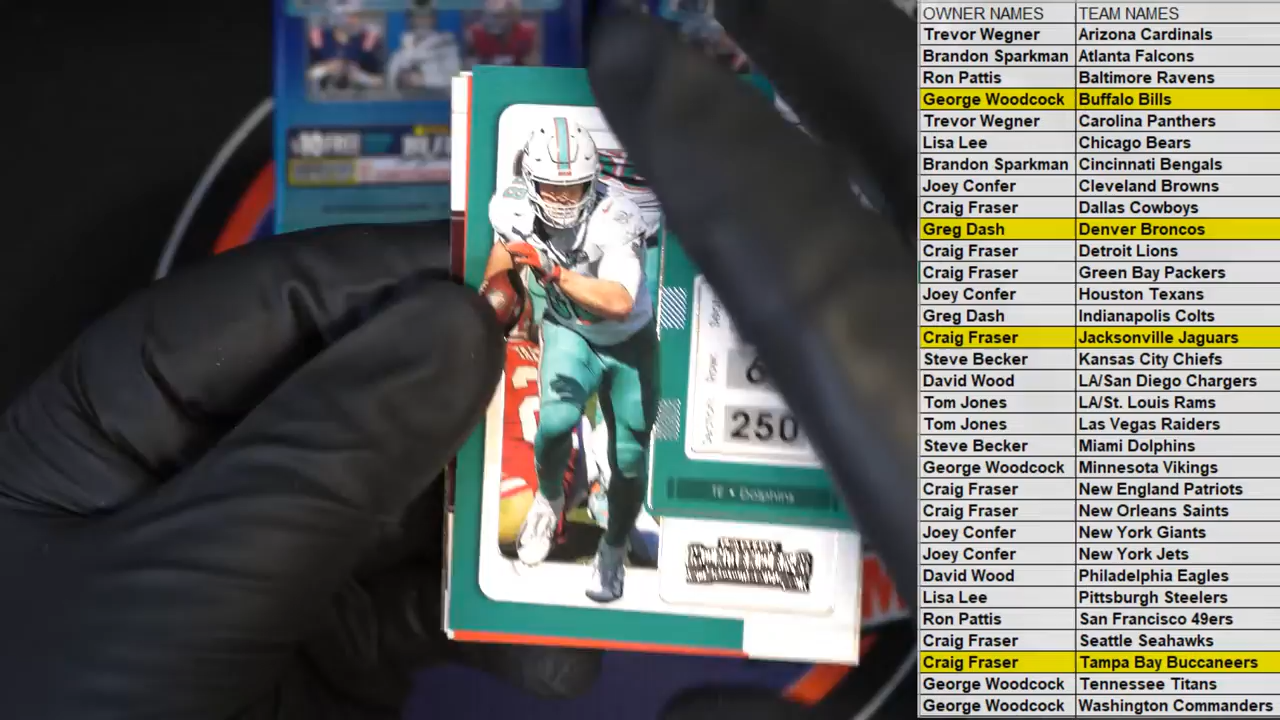 OWNER NAMES TEAM NAMES
Trevor Wegner Arizona Cardinals
Brandon Sparkman Atlanta Falcons
Ron Pattis Baltimore Ravens
George Woodcock Buffalo Bills
Trevor Wegner Carolina Panthers
Lisa Lee Chicago Bears
Brandon Sparkman Cincinnati Bengals
Joey Confer Cleveland Browns
Craig Fraser Dallas Cowboys
Greg Dash Denver Broncos
Craig Fraser Detroit Lions
Craig Fraser Green Bay Packers
Joey Confer Houston Texans
Greg Dash Indianapolis Colts
Craig Fraser Jacksonville Jaguars
Steve Becker Kansas City Chiefs
David Wood LA/San Diego Chargers
Tom Jones LA/St. Louis Rams
Tom Jones Las Vegas Raiders
Steve Becker Miami Dolphins
George Woodcock Minnesota Vikings
Craig Fraser New England Patriots
Craig Fraser New Orleans Saints
Joey Confer New York Giants
Joey Confer New York Jets
David Wood Philadelphia Eagles
Lisa Lee Pittsburgh Steelers
Ron Pattis San Francisco 49ers
Craig Fraser Seattle Seahawks
Craig Fraser Tampa Bay Buccaneers
George Woodcock Tennessee Titans
George Woodcock Washington Commanders
6
250
TE • Dolphins